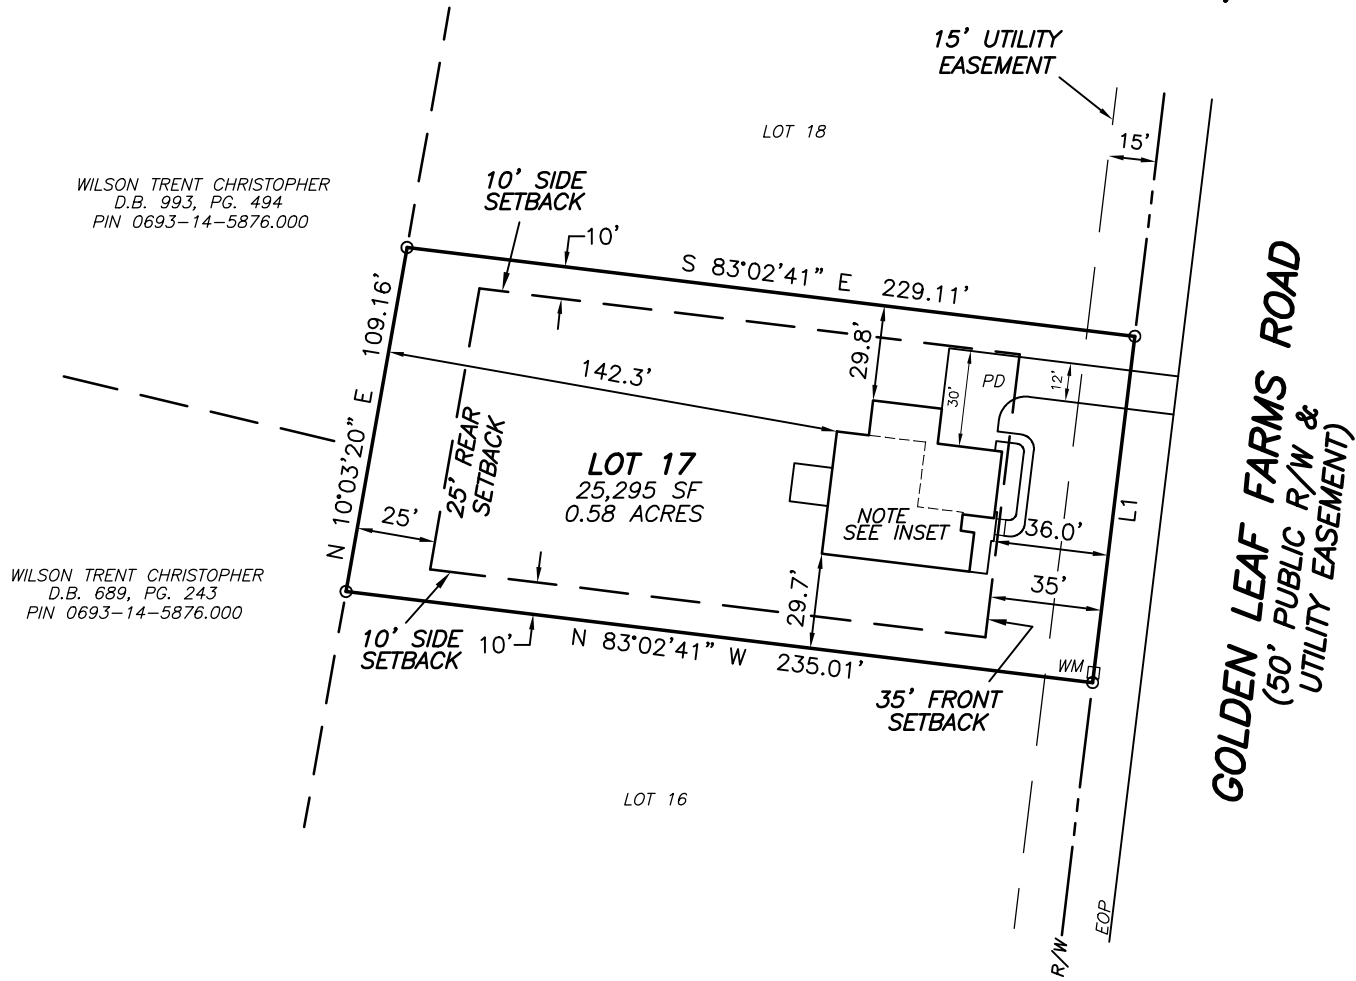 15' UTILITY
EASEMENT
LOT 18
15'
WILSON TRENT CHRISTOPHER
D.B. 993, PG. 494
PIN 0693-14-5876.000
10' SIDE
SETBACK
10'
S 83°02'41" E 229.11'
N 10°03'20" E 109.16'
142.3'
29.8'
30'
PD
12'
25' REAR
SETBACK
LOT 17
25,295 SF
0.58 ACRES
NOTE
SEE INSET
25'
36.0'
L1
35'
29.7'
WILSON TRENT CHRISTOPHER
D.B. 689, PG. 243
PIN 0693-14-5876.000
10' SIDE
SETBACK
10'
N 83°02'41" W 235.01'
WM
35' FRONT
SETBACK
LOT 16
GOLDEN LEAF FARMS ROAD
(50' PUBLIC R/W &
UTILITY EASEMENT)
R/W
EOP